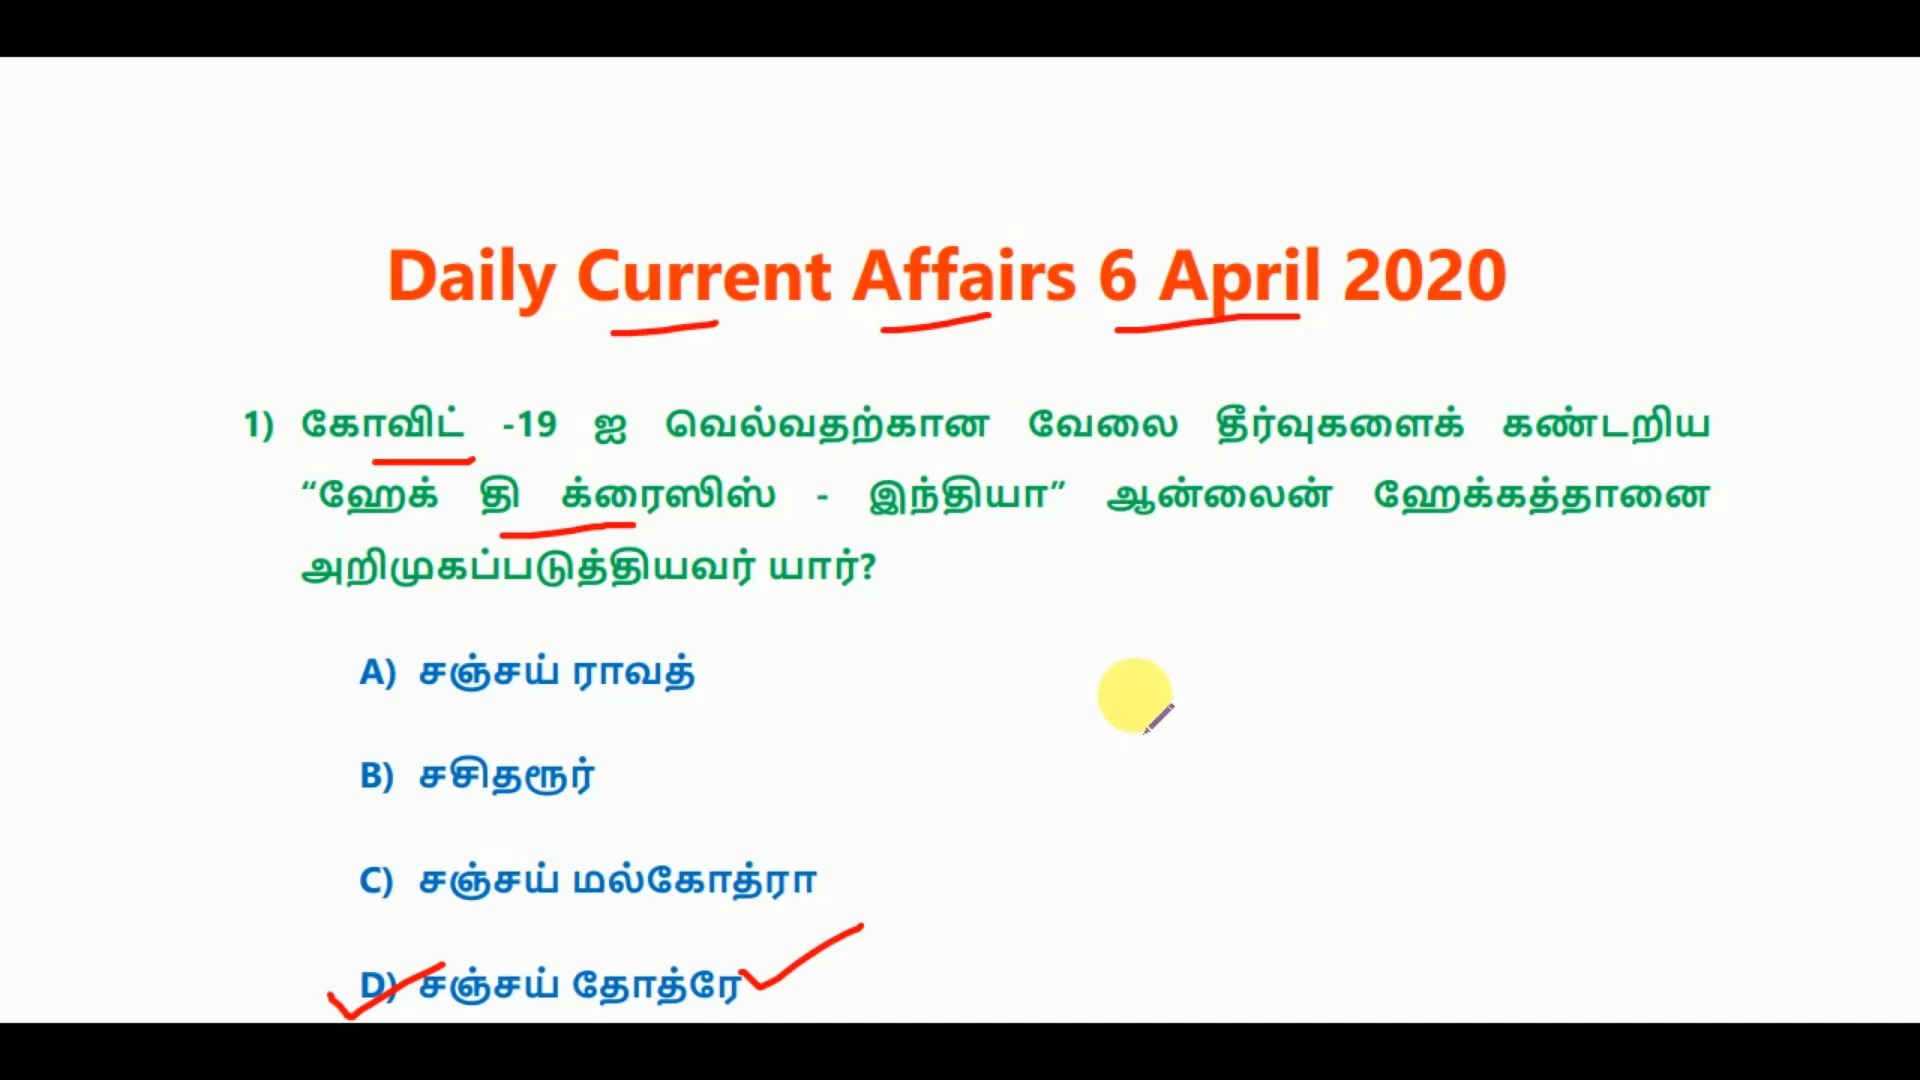 Daily Current Affairs 6 April 2020
1) கோவிட் -19 ஐ வெல்வதற்கான வேலை தீர்வுகளைக் கண்டறிய
“ஹேக் தி க்ரைஸிஸ் - இந்தியா” ஆன்லைன் ஹேக்கத்தானை
அறிமுகப்படுத்தியவர் யார்?
A) சஞ்சய் ராவத்
B) சசிதரூர்
C) சஞ்சய் மல்கோத்ரா
D) சஞ்சய் தோத்ரே